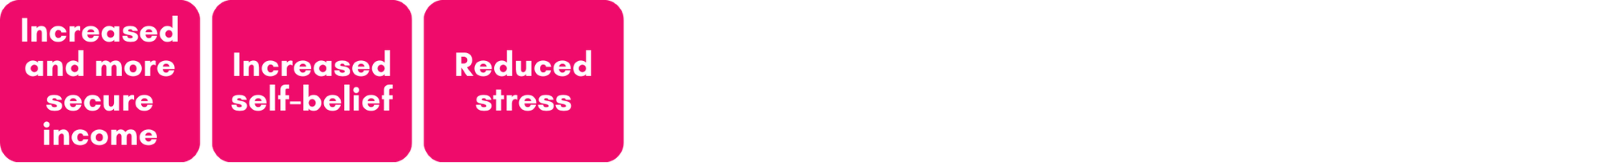 Increased
and more
secure
income
Increased
self-belief
Reduced
stress